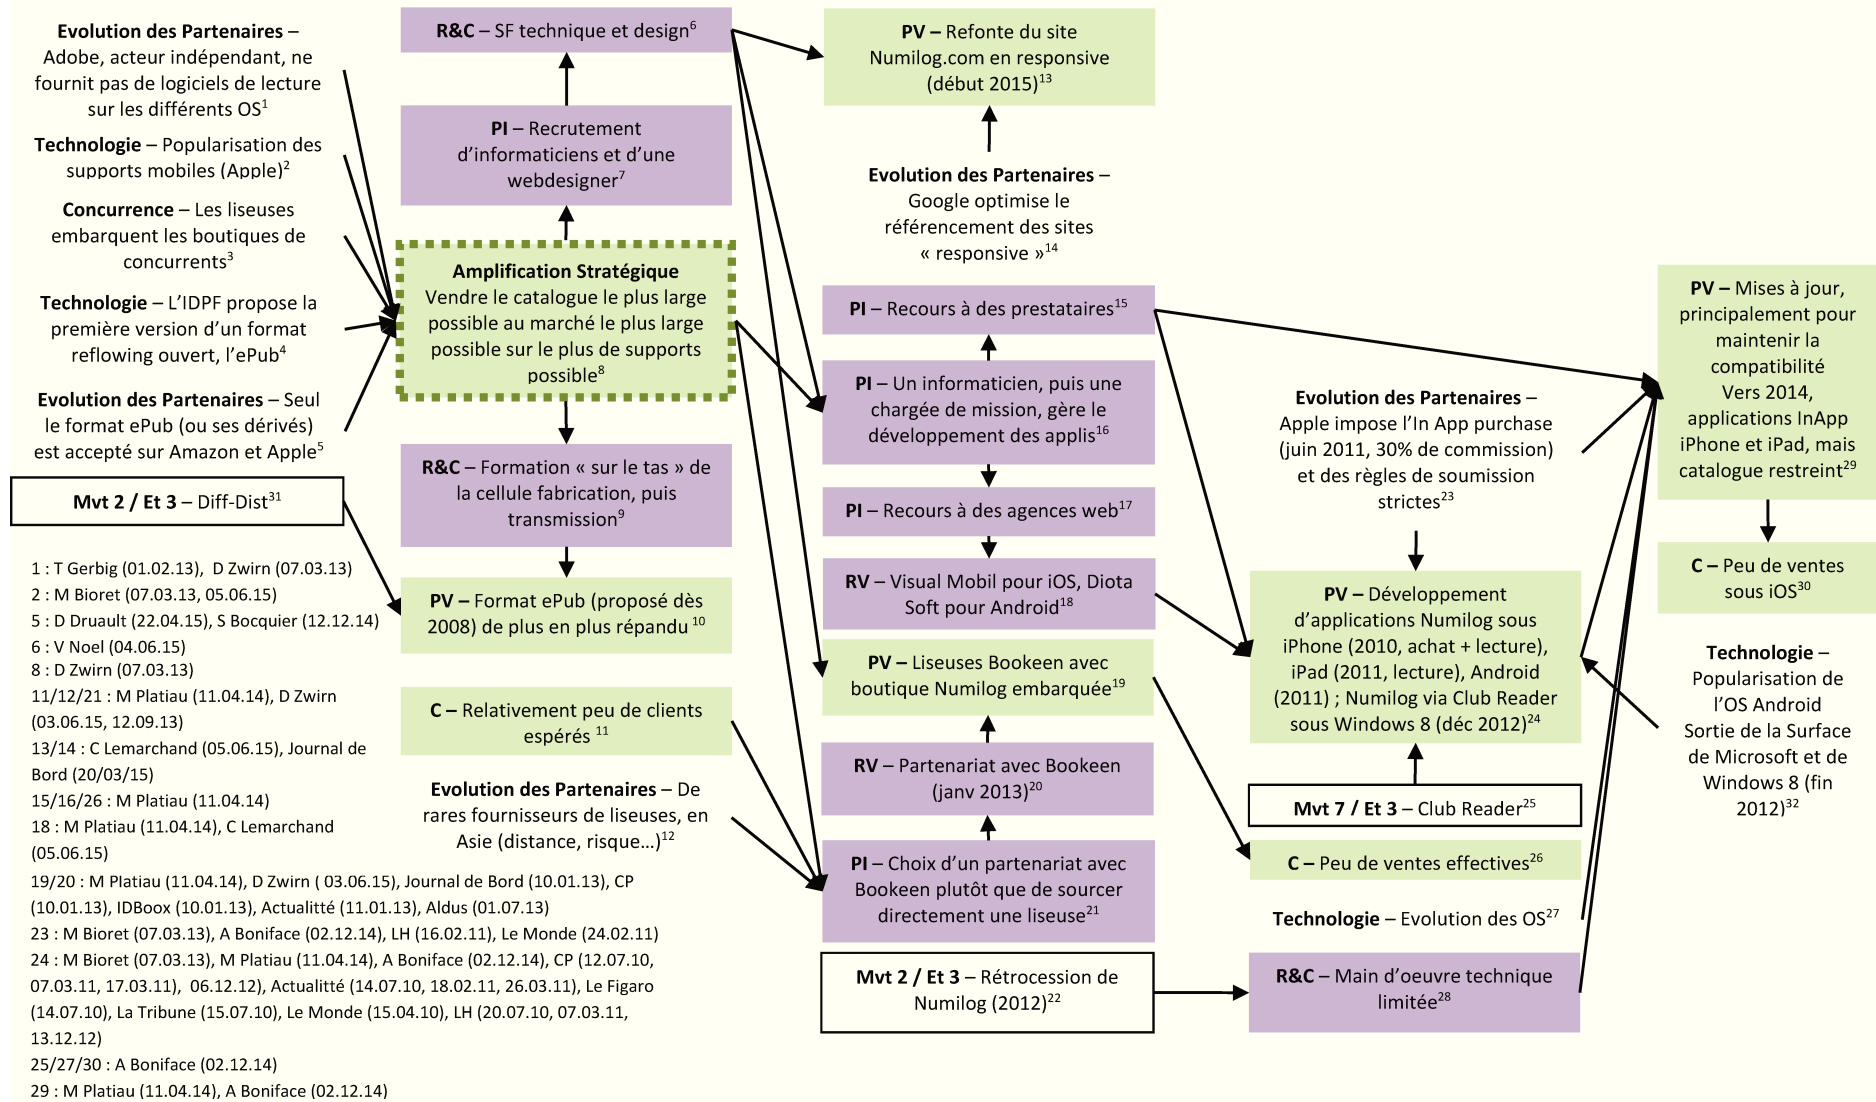 Evolution des Partenaires –
Adobe, acteur indépendant, ne
fournit pas de logiciels de lecture
sur les différents OS1
Technologie – Popularisation des
supports mobiles (Apple)2
Concurrence – Les liseuses
embarquent les boutiques de
concurrents3
Technologie – L’IDPF propose la
première version d’un format
reflowing ouvert, l’ePub4
Evolution des Partenaires – Seul
le format ePub (ou ses dérivés)
est accepté sur Amazon et Apple5
Mvt 2 / Et 3 – Diff-Dist31
R&C – SF technique et design6
PI – Recrutement
d’informaticiens et d’une
webdesigner7
Amplification Stratégique
Vendre le catalogue le plus large
possible au marché le plus large
possible sur le plus de supports
possible8
R&C – Formation « sur le tas » de
la cellule fabrication, puis
transmission9
PV – Format ePub (proposé dès
2008) de plus en plus répandu 10
C – Relativement peu de clients
espérés 11
Evolution des Partenaires – De
rares fournisseurs de liseuses, en
Asie (distance, risque…)12
PV – Refonte du site
Numilog.com en responsive
(début 2015)13
Evolution des Partenaires –
Google optimise le
référencement des sites
« responsive »14
PI – Recours à des prestataires15
PI – Un informaticien, puis une
chargée de mission, gère le
développement des applis16
PI – Recours à des agences web17
RV – Visual Mobil pour iOS, Diota
Soft pour Android18
PV – Liseuses Bookeen avec
boutique Numilog embarquée19
RV – Partenariat avec Bookeen
(janv 2013)20
PI – Choix d’un partenariat avec
Bookeen plutôt que de sourcer
directement une liseuse21
Mvt 2 / Et 3 – Rétrocession de
Numilog (2012)22
Evolution des Partenaires –
Apple impose l’In App purchase
(juin 2011, 30% de commission)
et des règles de soumission
strictes23
PV – Développement
d’applications Numilog sous
iPhone (2010, achat + lecture),
iPad (2011, lecture), Android
(2011) ; Numilog via Club Reader
sous Windows 8 (déc 2012)24
Mvt 7 / Et 3 – Club Reader25
C – Peu de ventes effectives26
Technologie – Evolution des OS27
R&C – Main d’oeuvre technique
limitée28
PV – Mises à jour,
principalement pour
maintenir la
compatibilité
Vers 2014,
applications InApp
iPhone et iPad, mais
catalogue restreint29
C – Peu de ventes
sous iOS30
Technologie –
Popularisation de
l’OS Android
Sortie de la Surface
de Microsoft et de
Windows 8 (fin
2012)32
1 : T Gerbig (01.02.13), D Zwirn (07.03.13)
2 : M Bioret (07.03.13, 05.06.15)
5 : D Druault (22.04.15), S Bocquier (12.12.14)
6 : V Noel (04.06.15)
8 : D Zwirn (07.03.13)
11/12/21 : M Platiau (11.04.14), D Zwirn
(03.06.15, 12.09.13)
13/14 : C Lemarchand (05.06.15), Journal de
Bord (20/03/15)
15/16/26 : M Platiau (11.04.14)
18 : M Platiau (11.04.14), C Lemarchand
(05.06.15)
19/20 : M Platiau (11.04.14), D Zwirn ( 03.06.15), Journal de Bord (10.01.13), CP
(10.01.13), IDBoox (10.01.13), Actualitté (11.01.13), Aldus (01.07.13)
23 : M Bioret (07.03.13), A Boniface (02.12.14), LH (16.02.11), Le Monde (24.02.11)
24 : M Bioret (07.03.13), M Platiau (11.04.14), A Boniface (02.12.14), CP (12.07.10,
07.03.11, 17.03.11), 06.12.12), Actualitté (14.07.10, 18.02.11, 26.03.11), Le Figaro
(14.07.10), La Tribune (15.07.10), Le Monde (15.04.10), LH (20.07.10, 07.03.11,
13.12.12)
25/27/30 : A Boniface (02.12.14)
29 : M Platiau (11.04.14), A Boniface (02.12.14)